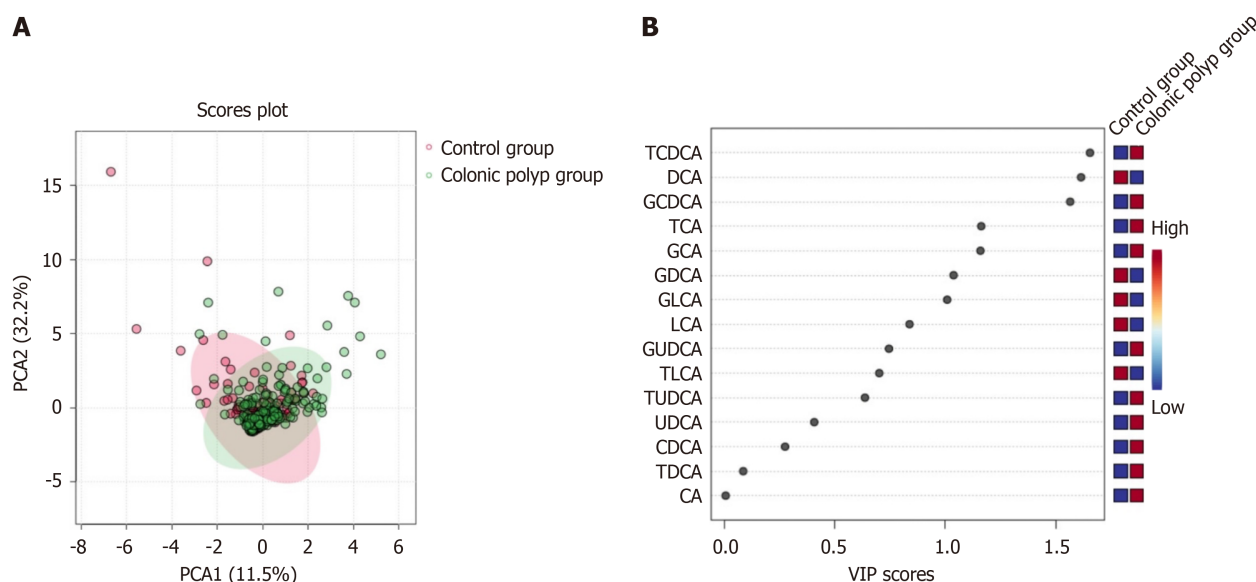 A
Scores plot
Control group
Colonic polyp group
15
10
5
0
-5
PCA2 (32.2%)
-8 -6 -4 -2 0 2 4 6
PCA1 (11.5%)
B
Control group
Colonic polyp group
TCDCA
DCA
GCDCA
TCA
GCA
GDCA
GLCA
LCA
GUDCA
TLCA
TUDCA
UDCA
CDCA
TDCA
CA
High
Low
0.0 0.5 1.0 1.5
VIP scores